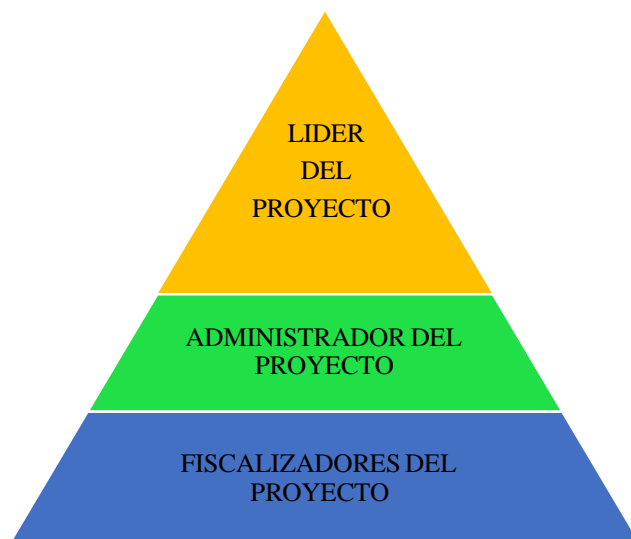 LIDER
DEL
PROYECTO
ADMINISTRADOR DEL
PROYECTO
FISCALIZADORES DEL
PROYECTO